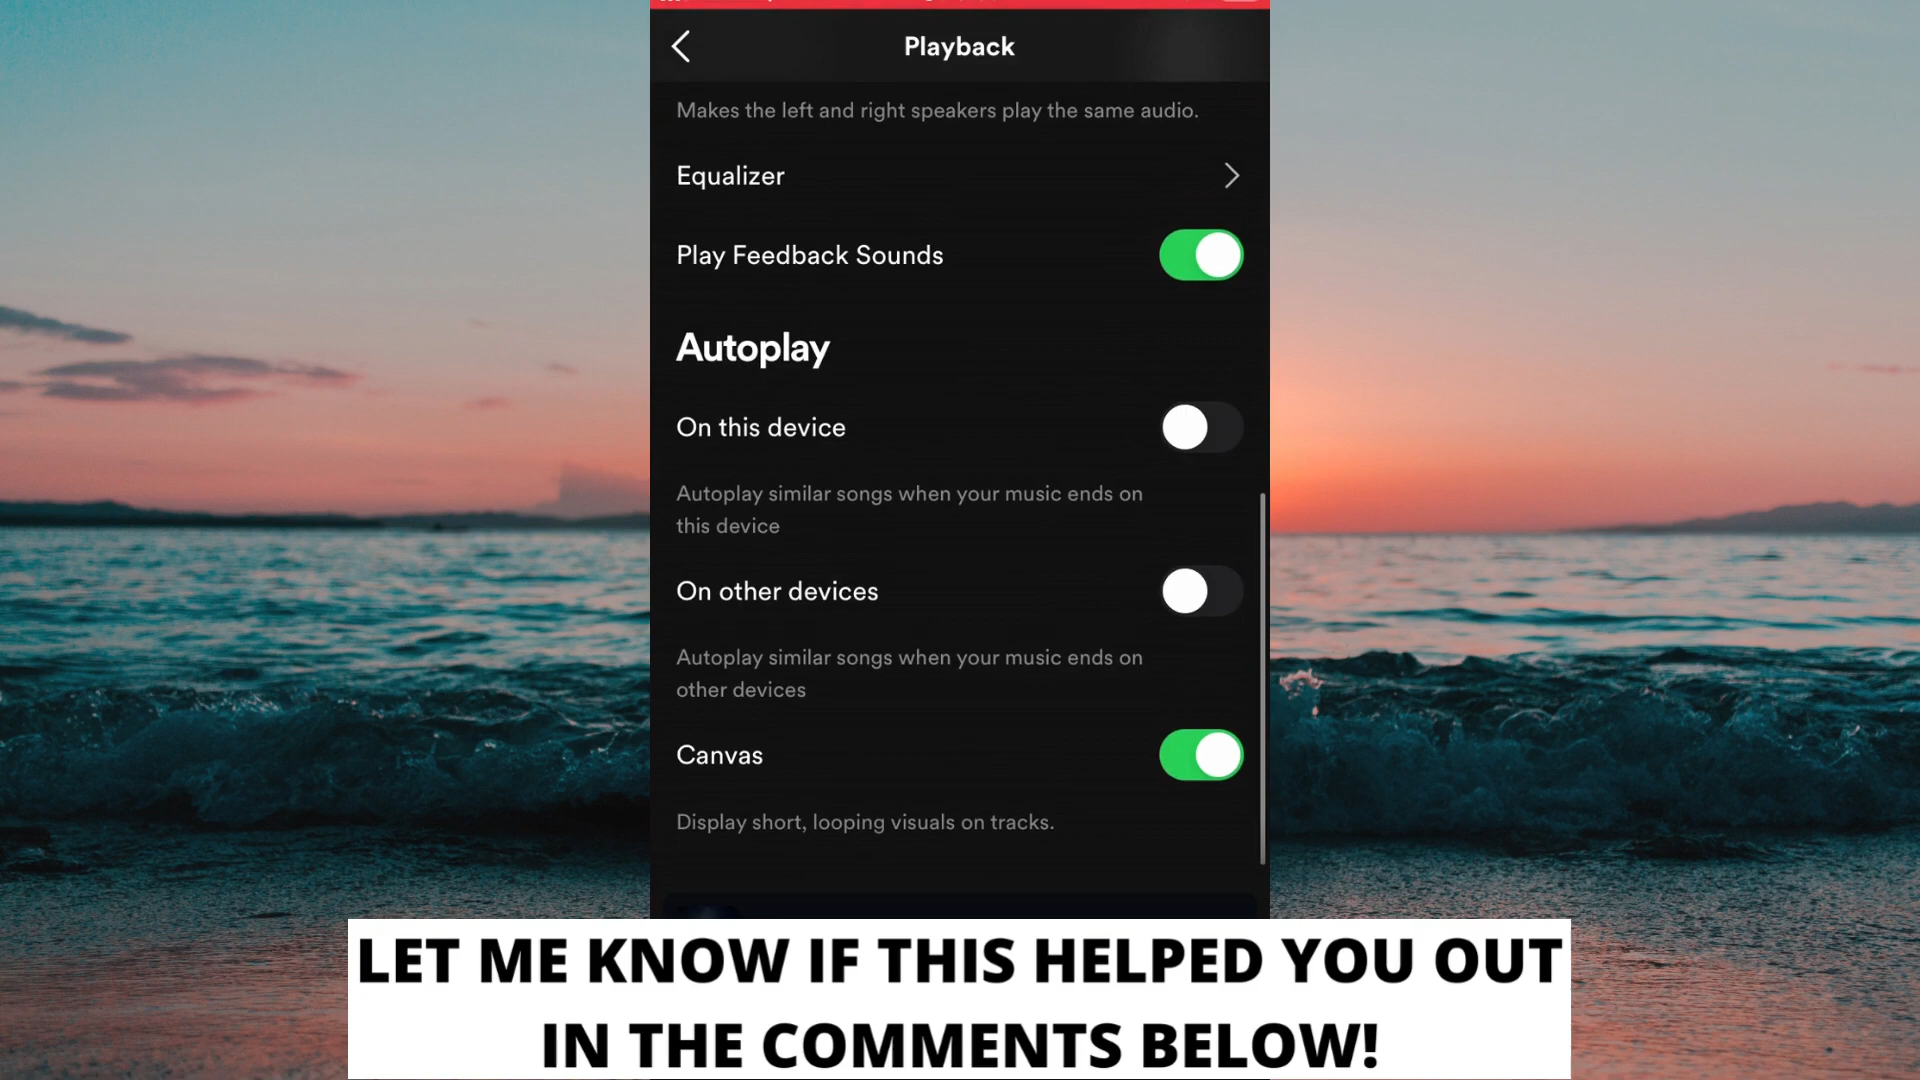 Playback
Makes the left and right speakers play the same audio.
Equalizer
Play Feedback Sounds
Autoplay
On this device
Autoplay similar songs when your music ends on
this device
On other devices
Autoplay similar songs when your music ends on
other devices
Canvas
Display short, looping visuals on tracks.
LET ME KNOW IF THIS HELPED YOU OUT
IN THE COMMENTS BELOW!